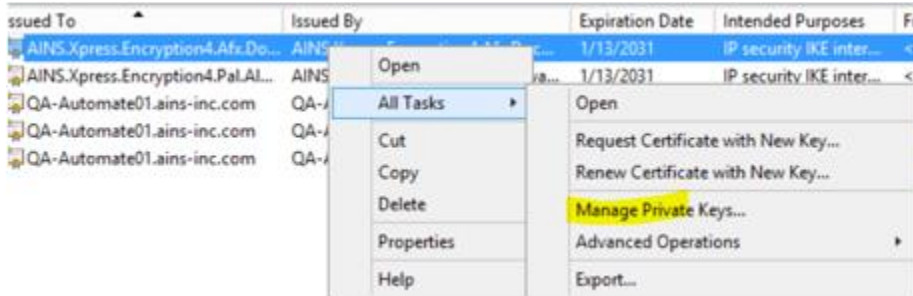 ssued To Issued By Expiration Date Intended Purposes F
AINS.Xpress.Encryption4.Afx.Do... AINS 1/13/2031 IP security IKE inter... <
AINS.Xpress.Encryption4.Pal.Al... AINS va... 1/13/2031 IP security IKE inter... <
QA-Automate01.ains-inc.com QA-A
QA-Automate01.ains-inc.com QA-A
QA-Automate01.ains-inc.com QA-A
Open
All Tasks
Cut
Copy
Delete
Properties
Help
Open
Request Certificate with New Key...
Renew Certificate with New Key...
Manage Private Keys...
Advanced Operations
Export...